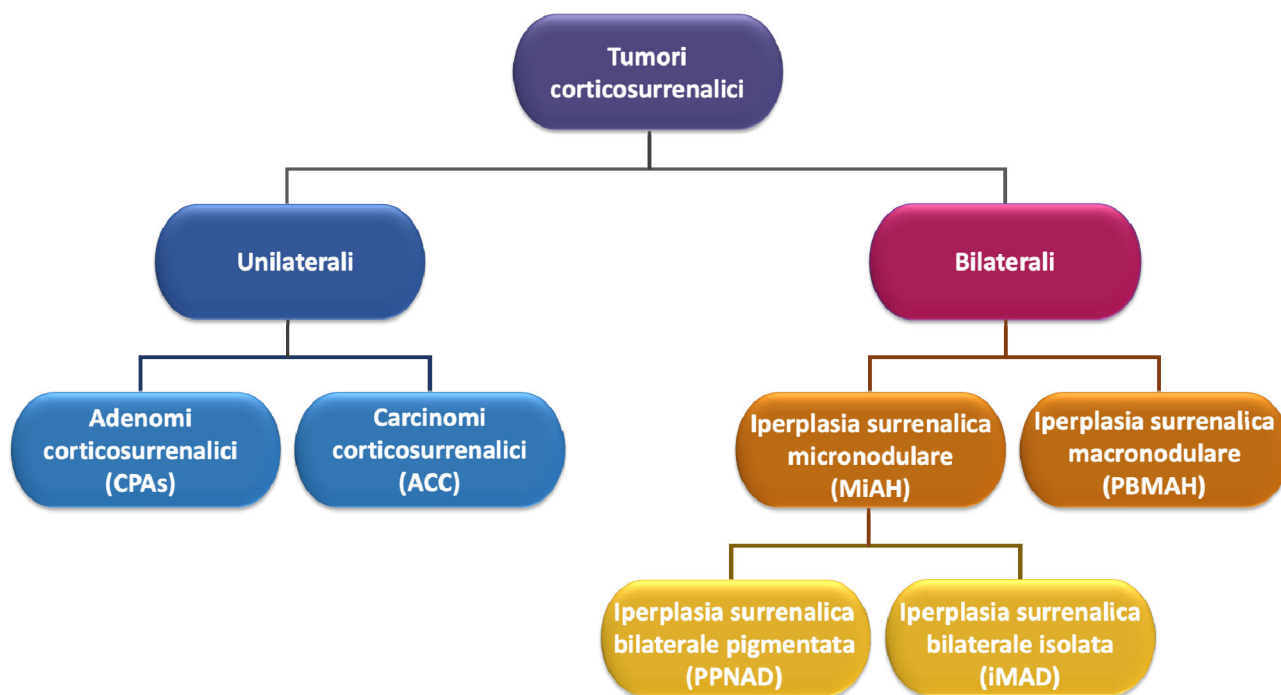 Tumori
corticosurrenalici
Unilaterali
Bilaterali
Adenomi
corticosurrenalici
(CPAs)
Carcinomi
corticosurrenalici
(ACC)
Iperplasia surrenalica
micronodulare
(MiAH)
Iperplasia surrenalica
macronodulare
(PBMAH)
Iperplasia surrenalica
bilaterale pigmentata
(PPNAD)
Iperplasia surrenalica
bilaterale isolata
(iMAD)